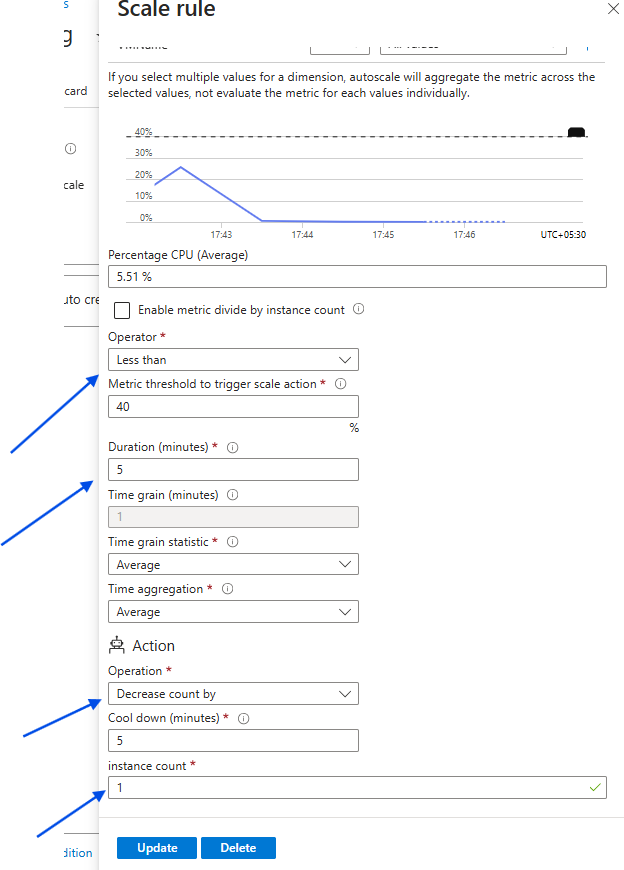 s
Scale rule
g
If you select multiple values for a dimension, autoscale will aggregate the metric across the
selected values, not evaluate the metric for each values individually.
card
cale
uto cre
40%
30%
20%
10%
0%
17:43 17:44 17:45 17:46 UTC+05:30
Percentage CPU (Average)
5.51 %
Enable metric divide by instance count
Operator *
Less than
Metric threshold to trigger scale action *
40
%
Duration (minutes) *
5
Time grain (minutes)
1
Time grain statistic *
Average
Time aggregation *
Average
Action
Operation *
Decrease count by
Cool down (minutes) *
5
instance count *
1
dition
Update Delete